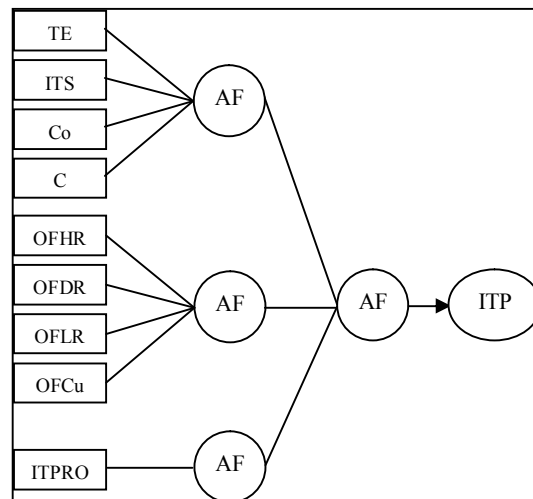 TE
ITS
Co
C
AF
OFHR
OFDR
OFLR
OFCu
AF
AF
ITP
ITPRO
AF